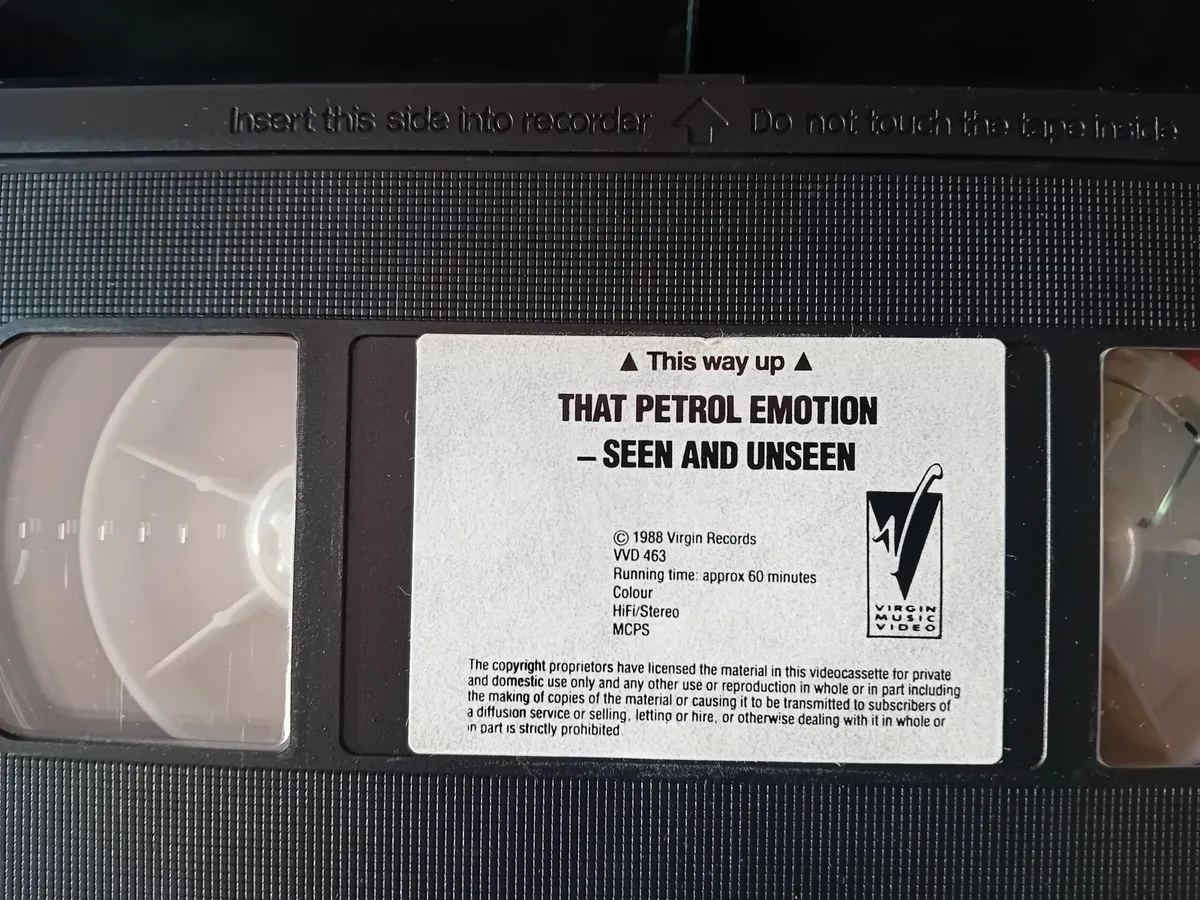 Insert this side into recorder Do not touch the tape inside
▲ This way up ▲
THAT PETROL EMOTION
– SEEN AND UNSEEN
© 1988 Virgin Records
VVD 463
Running time: approx 60 minutes
Colour
HiFi/Stereo
MCPS
VIRGIN
MUSIC
VIDEO
The copyright proprietors have licensed the material in this videocassette for private
and domestic use only and any other use or reproduction in whole or in part including
the making of copies of the material or causing it to be transmitted to subscribers of
a diffusion service or selling, letting or hire, or otherwise dealing with it in whole or
in part is strictly prohibited